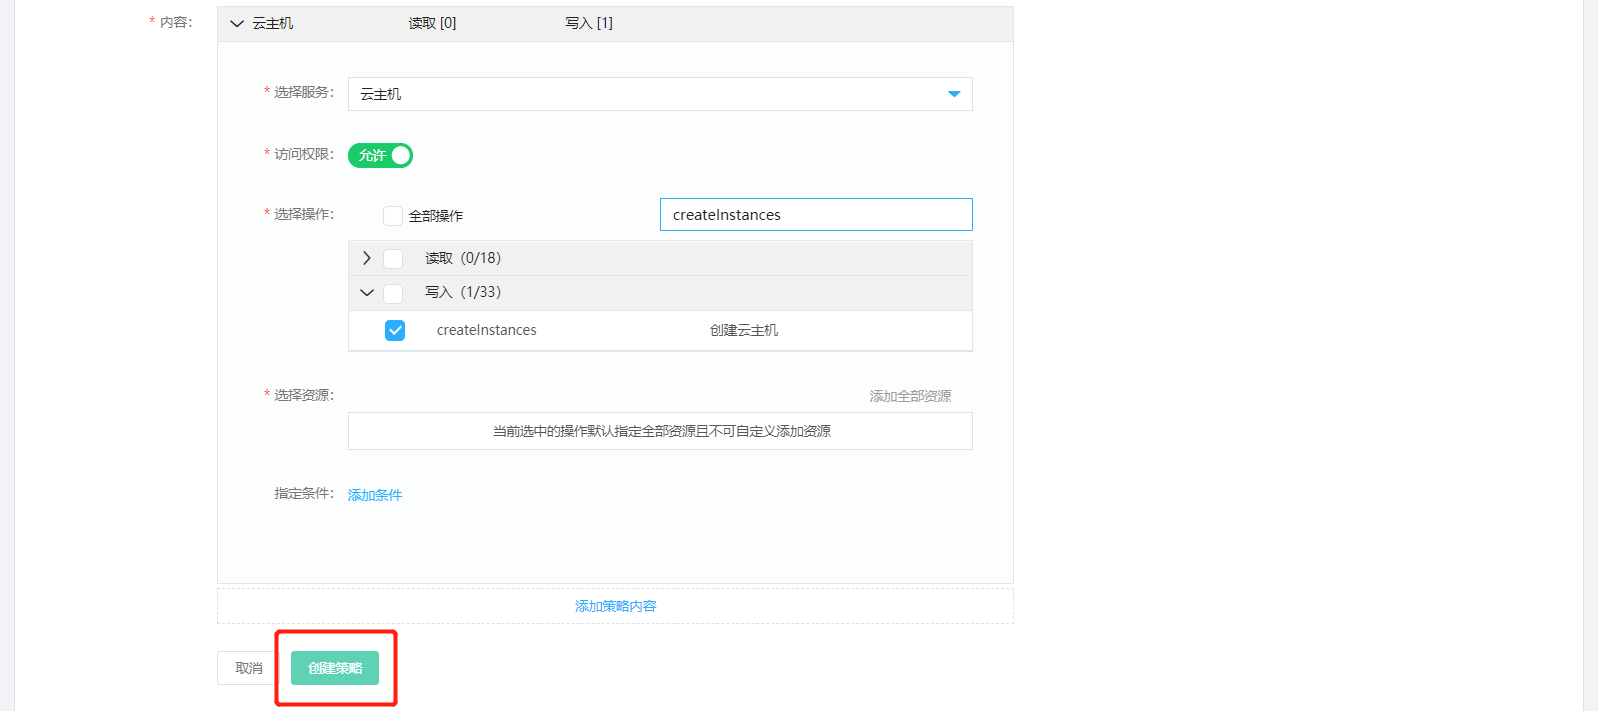 * 内容： 云主机 读取 [0] 写入 [1]
* 选择服务： 云主机
* 访问权限： 允许
* 选择操作： 全部操作 createInstances
读取（0/18）
写入（1/33）
createInstances 创建云主机
* 选择资源： 添加全部资源
当前选中的操作默认指定全部资源且不可自定义添加资源
指定条件： 添加条件
添加策略内容
取消 创建策略